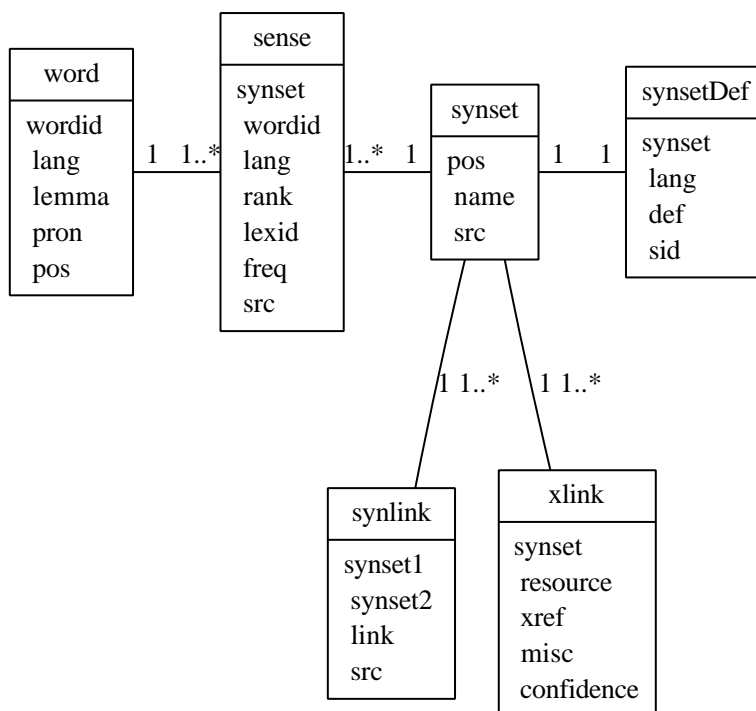 word
wordid
lang
lemma
pron
pos
1 1..*
sense
synset
wordid
lang
rank
lexid
freq
src
1..* 1
synset
pos
name
src
1 1
synsetDef
synset
lang
def
sid
1 1..*
1 1..*
synlink
synset1
synset2
link
src
xlink
synset
resource
xref
misc
confidence